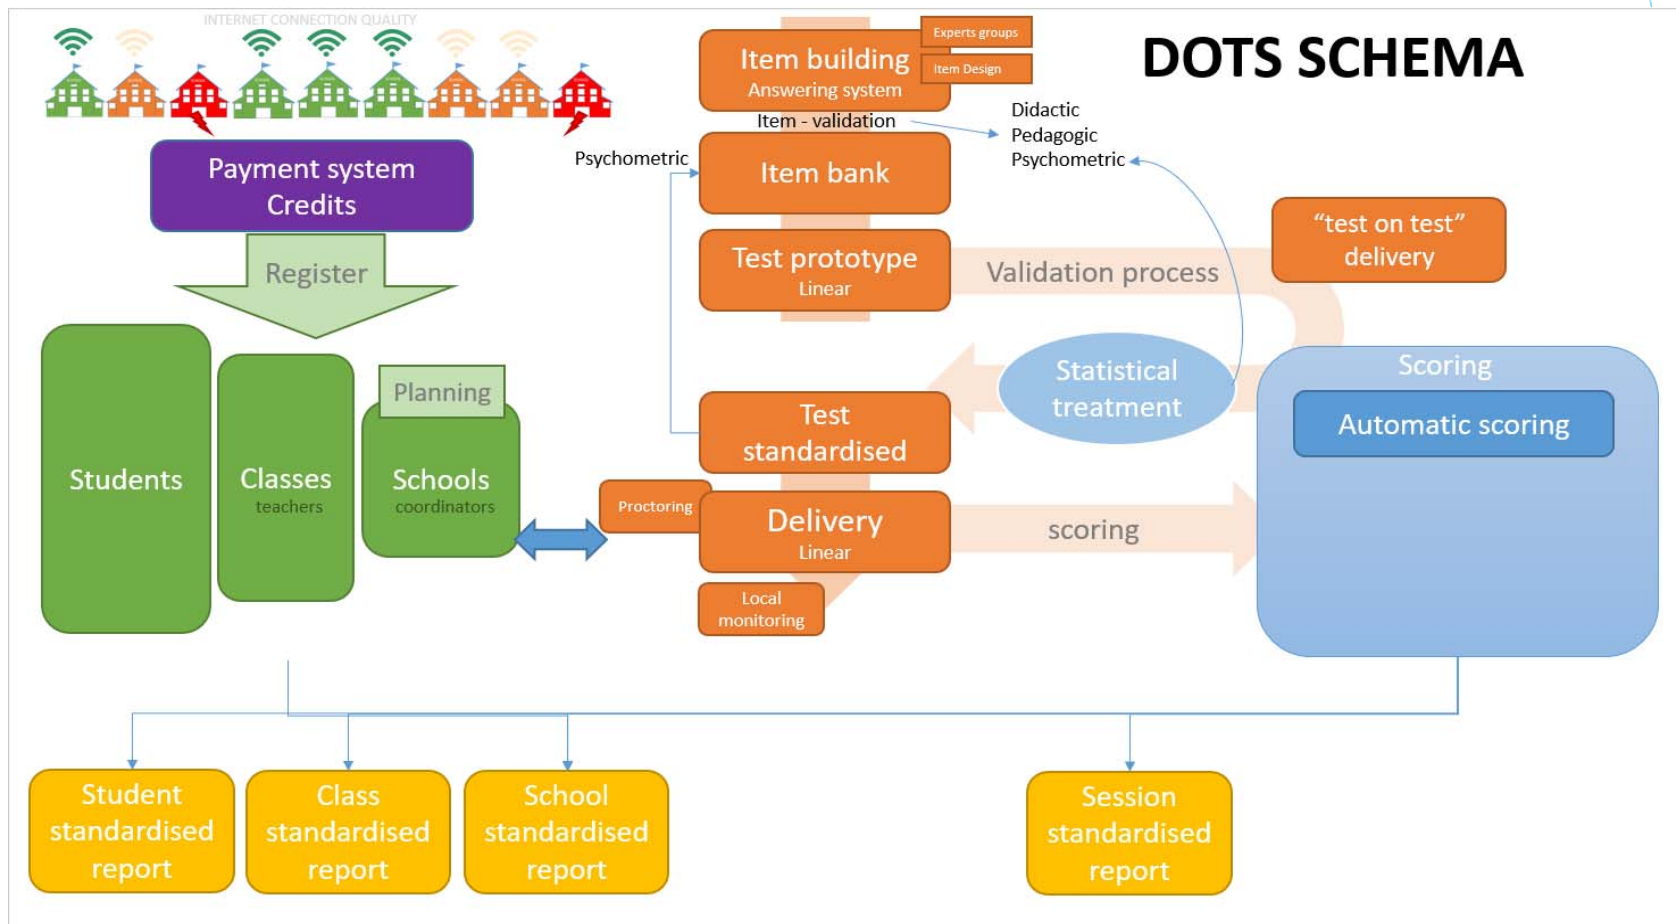 INTERNET CONNECTION QUALITY
DOTS SCHEMA
Payment system
Credits
Register
Students
Classes
teachers
Planning
Schools
coordinators
Item building
Answering system
Experts groups
Item Design
Item - validation
Didactic
Pedagogic
Psychometric
Psychometric
Item bank
Test prototype
Linear
Validation process
“test on test”
delivery
Statistical
treatment
Scoring
Automatic scoring
Test
standardised
Proctoring
Delivery
Linear
scoring
Local
monitoring
Student
standardised
report
Class
standardised
report
School
standardised
report
Session
standardised
report